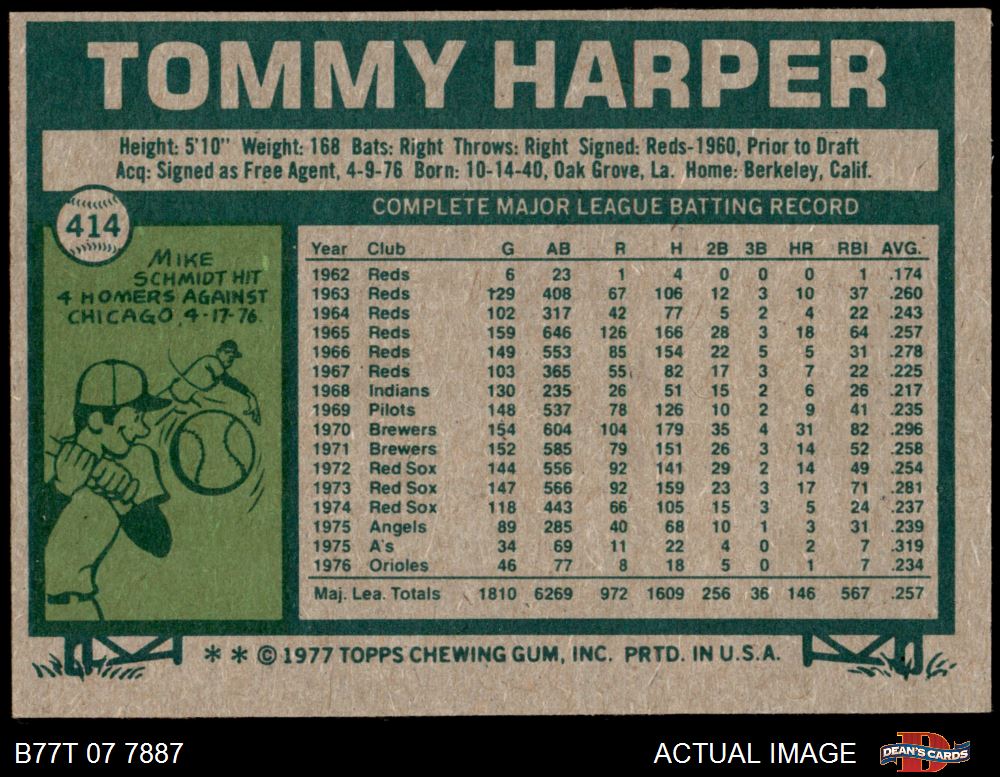 TOMMY HARPER
Height: 5'10" Weight: 168 Bats: Right Throws: Right Signed: Reds-1960, Prior to Draft
Acq: Signed as Free Agent, 4-9-76 Born: 10-14-40, Oak Grove, La. Home: Berkeley, Calif.
414
MIKE
SCHMIDT HIT
4 HOMERS AGAINST
CHICAGO, 4-17-76.
COMPLETE MAJOR LEAGUE BATTING RECORD
Year Club G AB R H 2B 3B HR RBI AVG.
1962 Reds 6 23 1 4 0 0 0 1 .174
1963 Reds 129 408 67 106 12 3 10 37 .260
1964 Reds 102 317 42 77 5 2 4 22 .243
1965 Reds 159 646 126 166 28 3 18 64 .257
1966 Reds 149 553 85 154 22 5 5 31 .278
1967 Reds 103 365 55 82 17 3 7 22 .225
1968 Indians 130 235 26 51 15 2 6 26 .217
1969 Pilots 148 537 78 126 10 2 9 41 .235
1970 Brewers 154 604 104 179 35 4 31 82 .296
1971 Brewers 152 585 79 151 26 3 14 52 .258
1972 Red Sox 144 556 92 141 29 2 14 49 .254
1973 Red Sox 147 566 92 159 23 3 17 71 .281
1974 Red Sox 118 443 66 105 15 3 5 24 .237
1975 Angels 89 285 40 68 10 1 3 31 .239
1975 A's 34 69 11 22 4 0 2 7 .319
1976 Orioles 46 77 8 18 5 0 1 7 .234
Maj. Lea. Totals 1810 6269 972 1609 256 36 146 567 .257
* * © 1977 TOPPS CHEWING GUM, INC. PRTD. IN U.S.A.
B77T 07 7887
ACTUAL IMAGE
DEAN'S CARDS